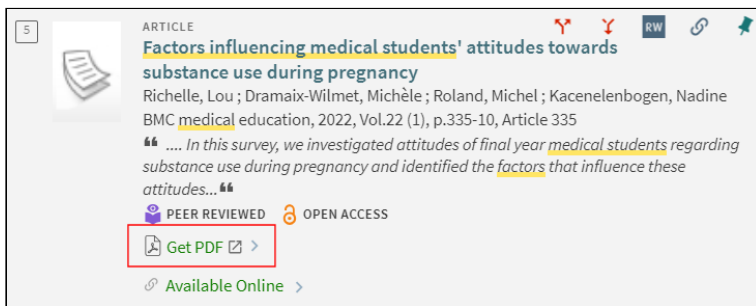 5
ARTICLE
RW
Factors influencing medical students' attitudes towards
substance use during pregnancy
Richelle, Lou ; Dramaix-Wilmet, Michèle ; Roland, Michel ; Kacenelenbogen, Nadine
BMC medical education, 2022, Vol.22 (1), p.335-10, Article 335
❝ .... In this survey, we investigated attitudes of final year medical students regarding
substance use during pregnancy and identified the factors that influence these
attitudes...❝
PEER REVIEWED OPEN ACCESS
Get PDF
Available Online